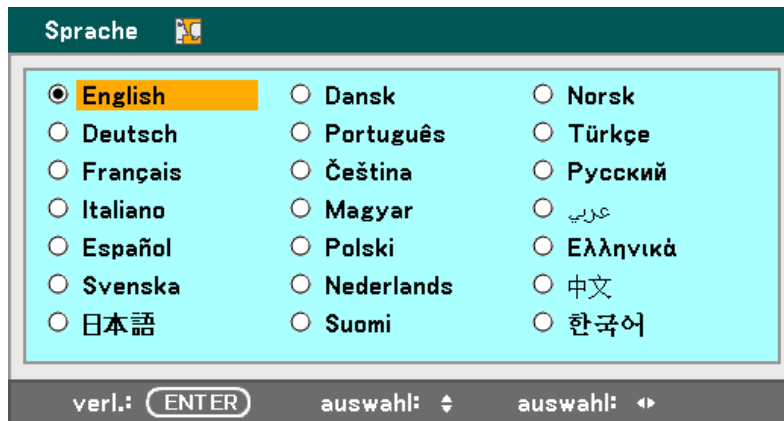 Sprache
English Dansk Norsk
Deutsch Português Türkçe
Français Čeština Русский
Italiano Magyar عربي
Español Polski Ελληνικά
Svenska Nederlands 中文
日本語 Suomi 한국어
verl.: ENTER auswahl: auswahl: